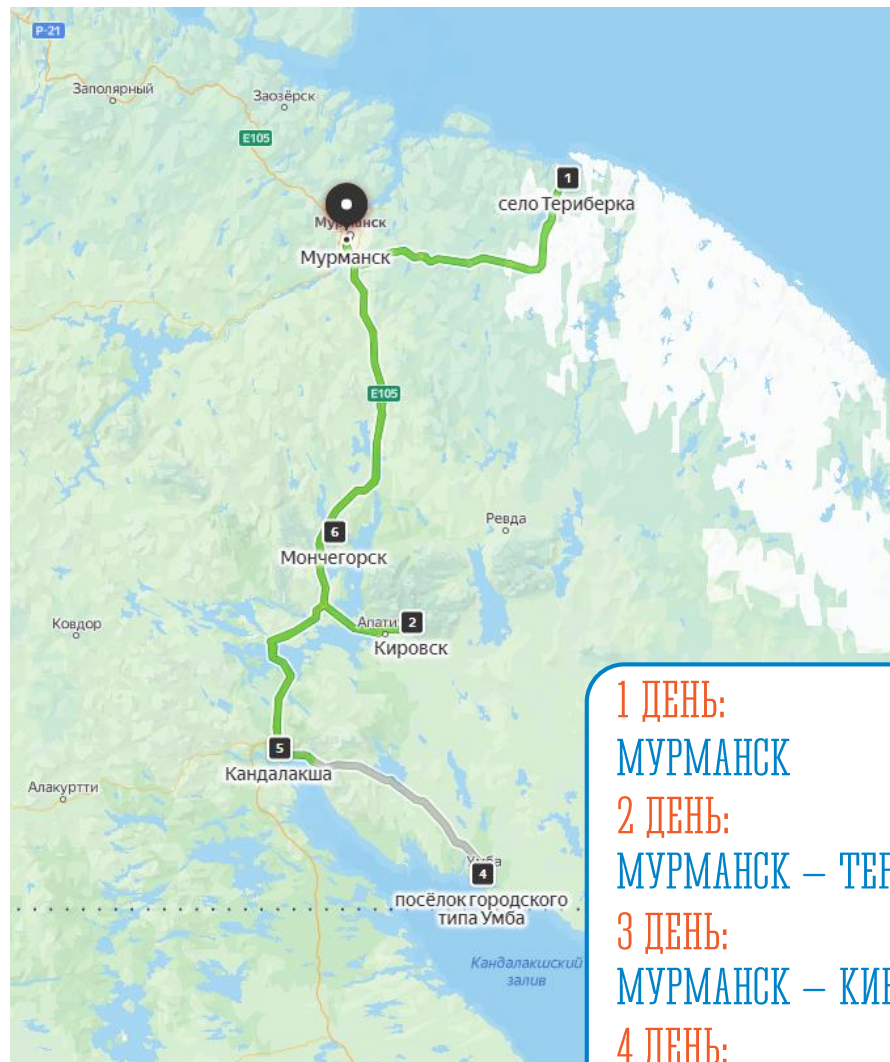 Р-21
Заполярный
Заозёрск
E105
1
село Териберка
Мурманск
Мурманск
E105
6
Мончегорск
Ревда
Ковдор
2
Кировск
5
Кандалакша
Алакуртти
Умба
4
посёлок городского
типа Умба
Кандалакшский
залив
1 ДЕНЬ:
МУРМАНСК
2 ДЕНЬ:
МУРМАНСК – ТЕР
3 ДЕНЬ:
МУРМАНСК – КИР
4 ДЕНЬ: